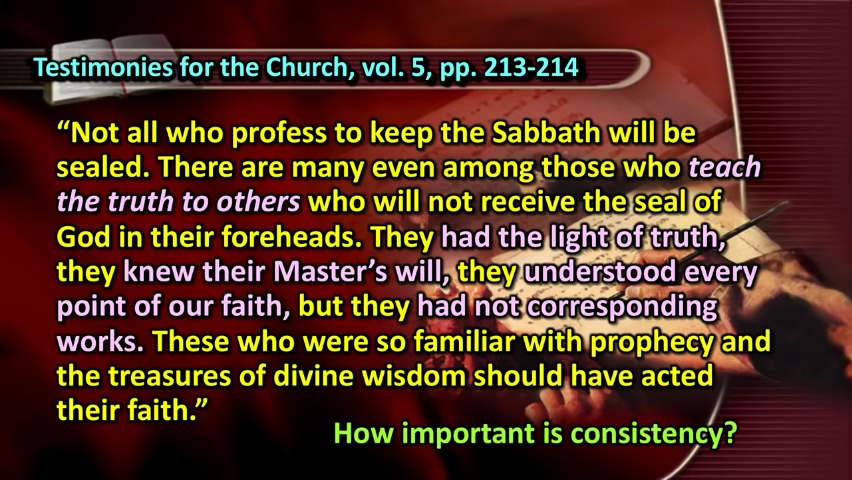 Testimonies for the Church, vol. 5, pp. 213-214
“Not all who profess to keep the Sabbath will be
sealed. There are many even among those who teach
the truth to others who will not receive the seal of
God in their foreheads. They had the light of truth,
they knew their Master’s will, they understood every
point of our faith, but they had not corresponding
works. These who were so familiar with prophecy and
the treasures of divine wisdom should have acted
their faith.”
How important is consistency?